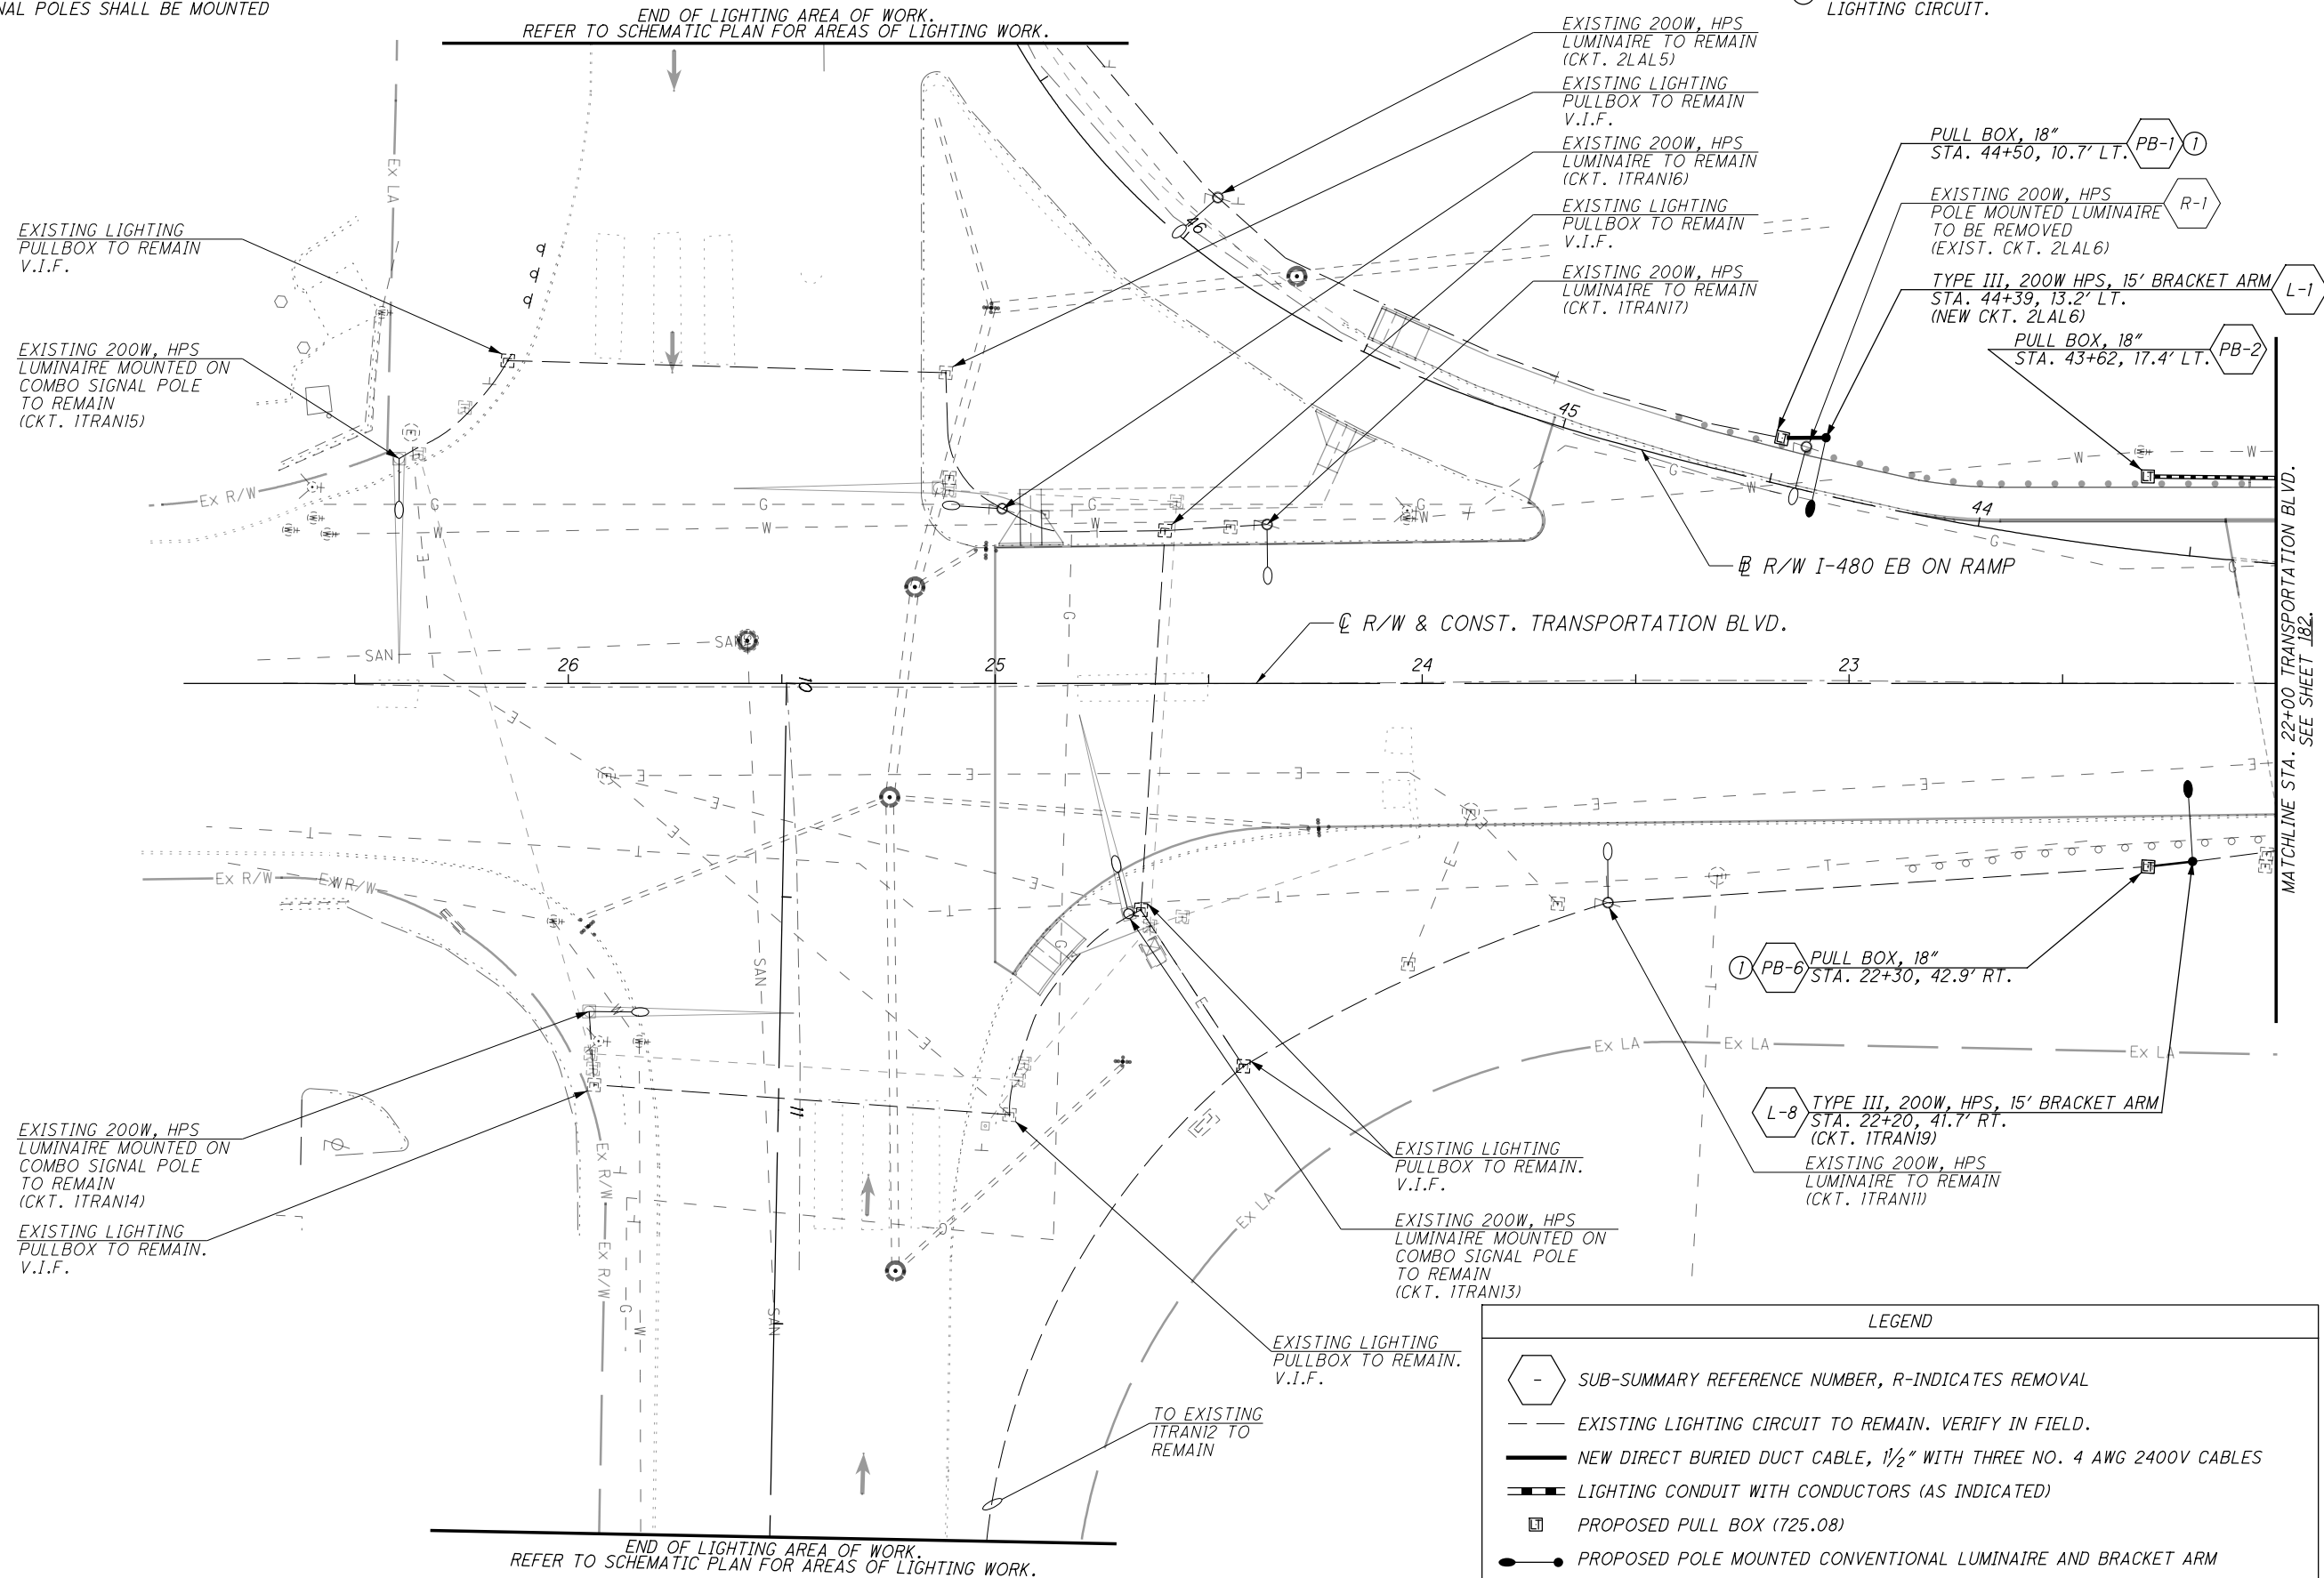 NAL POLES SHALL BE MOUNTED
END OF LIGHTING AREA OF WORK.
REFER TO SCHEMATIC PLAN FOR AREAS OF LIGHTING WORK.
LIGHTING CIRCUIT.
EXISTING 200W, HPS
LUMINAIRE TO REMAIN
(CKT. 2LAL5)
EXISTING LIGHTING
PULLBOX TO REMAIN
V.I.F.
EXISTING 200W, HPS
LUMINAIRE TO REMAIN
(CKT. 1TRAN16)
EXISTING LIGHTING
PULLBOX TO REMAIN
V.I.F.
EXISTING 200W, HPS
LUMINAIRE TO REMAIN
(CKT. 1TRAN17)
PULL BOX, 18"
STA. 44+50, 10.7' LT.
PB-1
1
EXISTING 200W, HPS
POLE MOUNTED LUMINAIRE
TO BE REMOVED
(EXIST. CKT. 2LAL6)
R-1
TYPE III, 200W HPS, 15' BRACKET ARM
STA. 44+39, 13.2' LT.
(NEW CKT. 2LAL6)
L-1
PULL BOX, 18"
STA. 43+62, 17.4' LT.
PB-2
EXISTING LIGHTING
PULLBOX TO REMAIN
V.I.F.
EXISTING 200W, HPS
LUMINAIRE MOUNTED ON
COMBO SIGNAL POLE
TO REMAIN
(CKT. 1TRAN15)
Ex LA
Ex R/W
46
45
44
G
G
G
G
W
W
W
W
W
W
G
G
G
E
℄ R/W & CONST. TRANSPORTATION BLVD.
R/W I-480 EB ON RAMP
SAN
SAN
26
25
24
23
10
MATCHLINE STA. 22+00 TRANSPORTATION BLVD.
SEE SHEET 182.
E
E
E
E
E
E
E
T
T
T
T
Ex R/W
Ex R/W
SAN
G
1
PB-6
PULL BOX, 18"
STA. 22+30, 42.9' RT.
Ex LA
Ex LA
Ex LA
L-8
TYPE III, 200W, HPS, 15' BRACKET ARM
STA. 22+20, 41.7' RT.
(CKT. 1TRAN19)
EXISTING 200W, HPS
LUMINAIRE TO REMAIN
(CKT. 1TRAN11)
EXISTING 200W, HPS
LUMINAIRE MOUNTED ON
COMBO SIGNAL POLE
TO REMAIN
(CKT. 1TRAN14)
EXISTING LIGHTING
PULLBOX TO REMAIN.
V.I.F.
11
Ex R/W
Ex R/W
G
W
SAN
Ex LA
EXISTING LIGHTING
PULLBOX TO REMAIN.
V.I.F.
EXISTING 200W, HPS
LUMINAIRE MOUNTED ON
COMBO SIGNAL POLE
TO REMAIN
(CKT. 1TRAN13)
EXISTING LIGHTING
PULLBOX TO REMAIN.
V.I.F.
TO EXISTING
1TRAN12 TO
REMAIN
END OF LIGHTING AREA OF WORK.
REFER TO SCHEMATIC PLAN FOR AREAS OF LIGHTING WORK.
LEGEND
- SUB-SUMMARY REFERENCE NUMBER, R-INDICATES REMOVAL
EXISTING LIGHTING CIRCUIT TO REMAIN. VERIFY IN FIELD.
NEW DIRECT BURIED DUCT CABLE, 1½" WITH THREE NO. 4 AWG 2400V CABLES
LIGHTING CONDUIT WITH CONDUCTORS (AS INDICATED)
LT PROPOSED PULL BOX (725.08)
PROPOSED POLE MOUNTED CONVENTIONAL LUMINAIRE AND BRACKET ARM